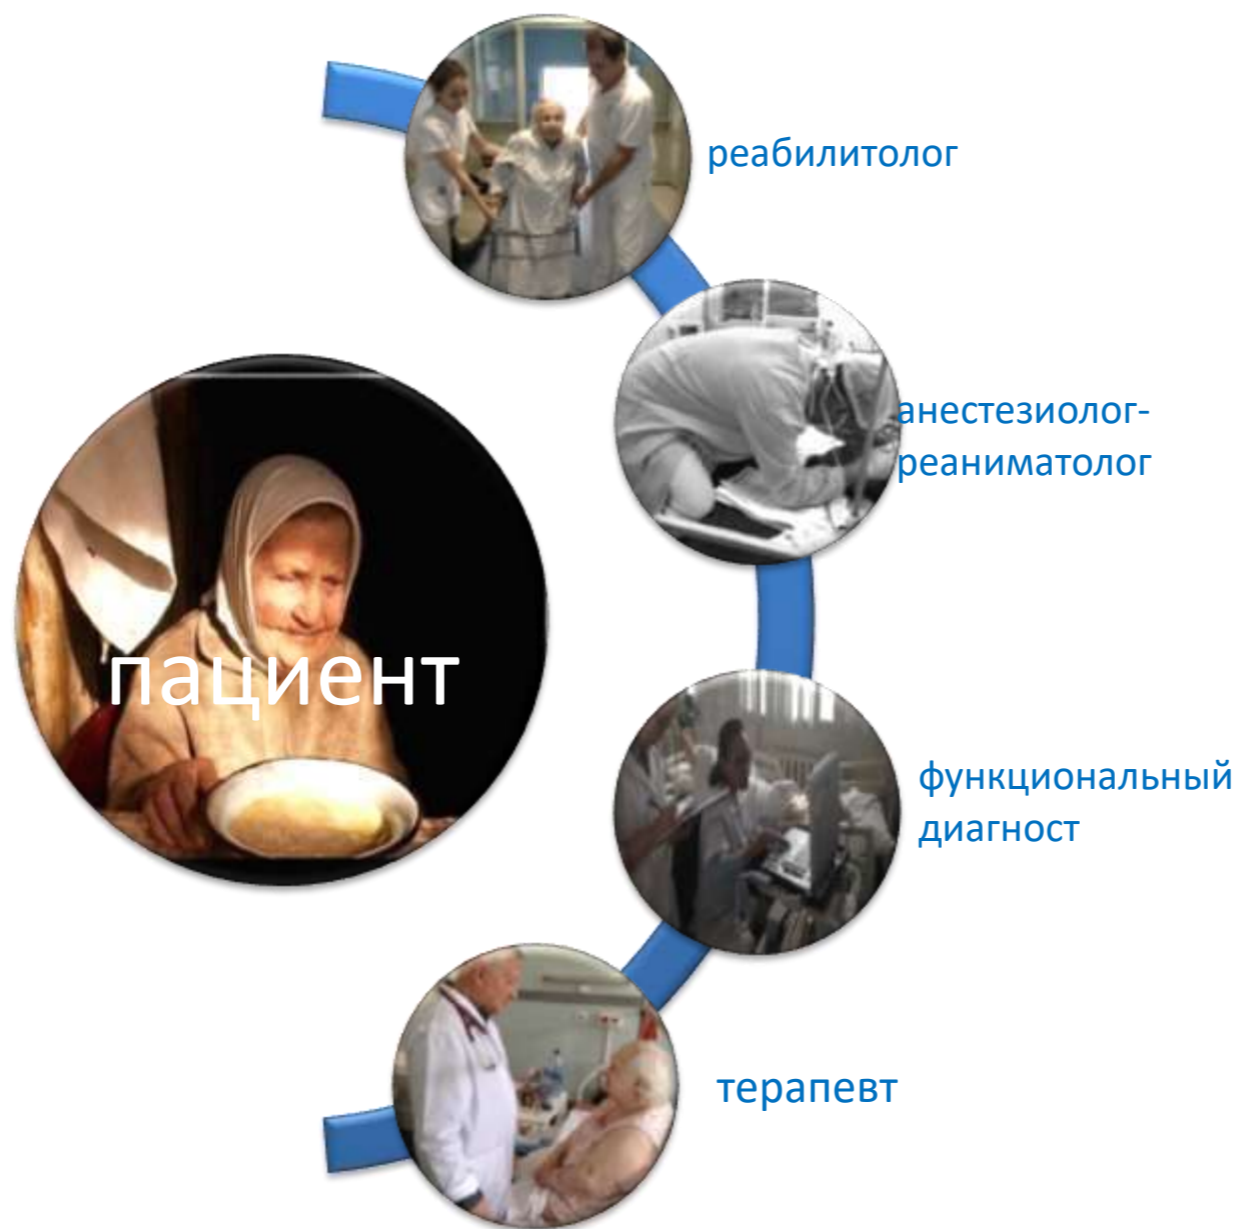 реабилитолог
анестезиолог-
реаниматолог
пациент
функциональный
диагност
терапевт